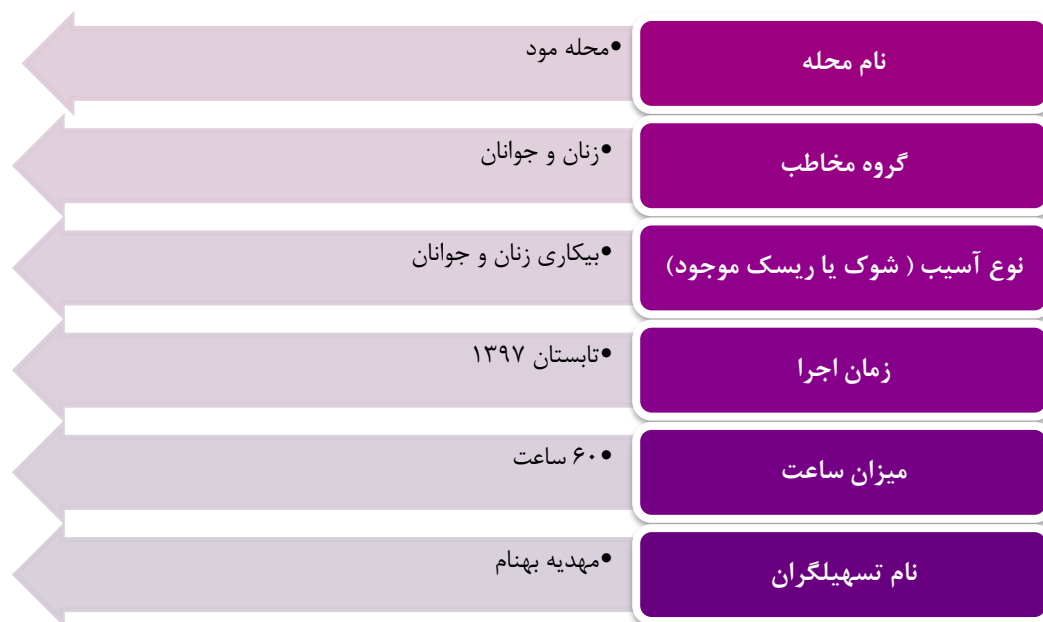 نام محله
•محله مود
گروه مخاطب
•زنان و جوانان
نوع آسیب ( شوک یا ریسک موجود)
•بیکاری زنان و جوانان
زمان اجرا
•تابستان ۱۳۹۷
میزان ساعت
•۶۰ ساعت
نام تسهیلگران
•مهدیه بهنام